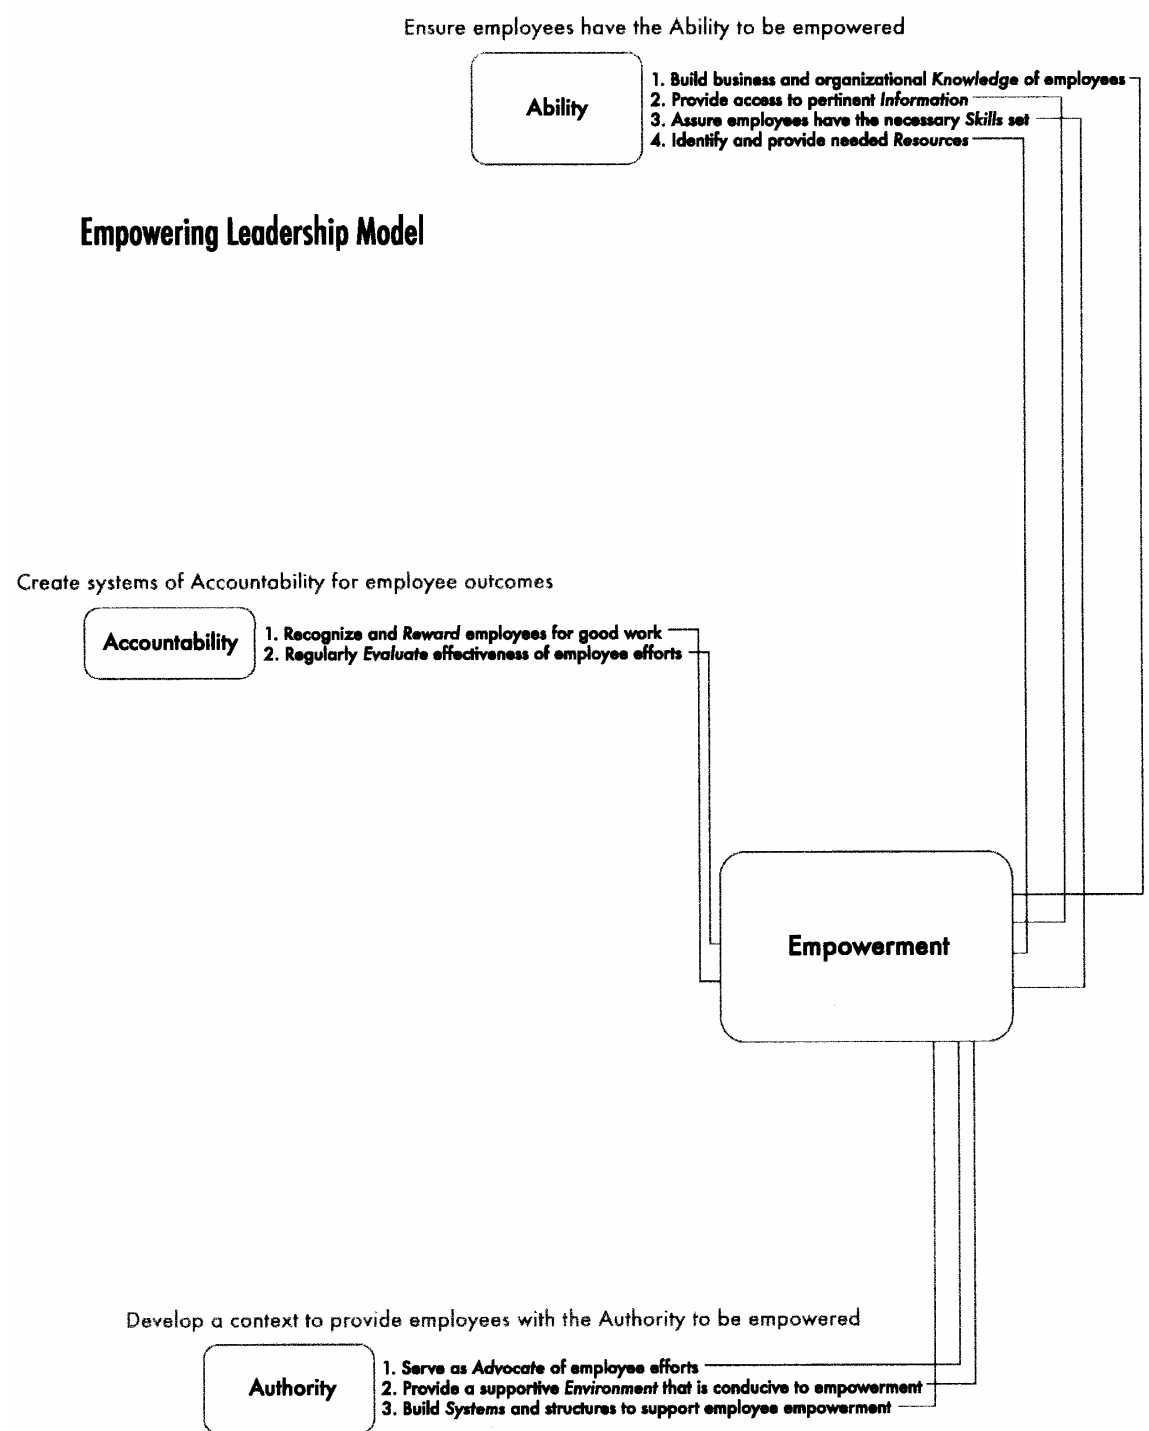 Ensure employees have the Ability to be empowered
Ability
1. Build business and organizational Knowledge of employees
2. Provide access to pertinent Information
3. Assure employees have the necessary Skills set
4. Identify and provide needed Resources
Empowering Leadership Model
Create systems of Accountability for employee outcomes
Accountability
1. Recognize and Reward employees for good work
2. Regularly Evaluate effectiveness of employee efforts
Empowerment
Develop a context to provide employees with the Authority to be empowered
Authority
1. Serve as Advocate of employee efforts
2. Provide a supportive Environment that is conducive to empowerment
3. Build Systems and structures to support employee empowerment